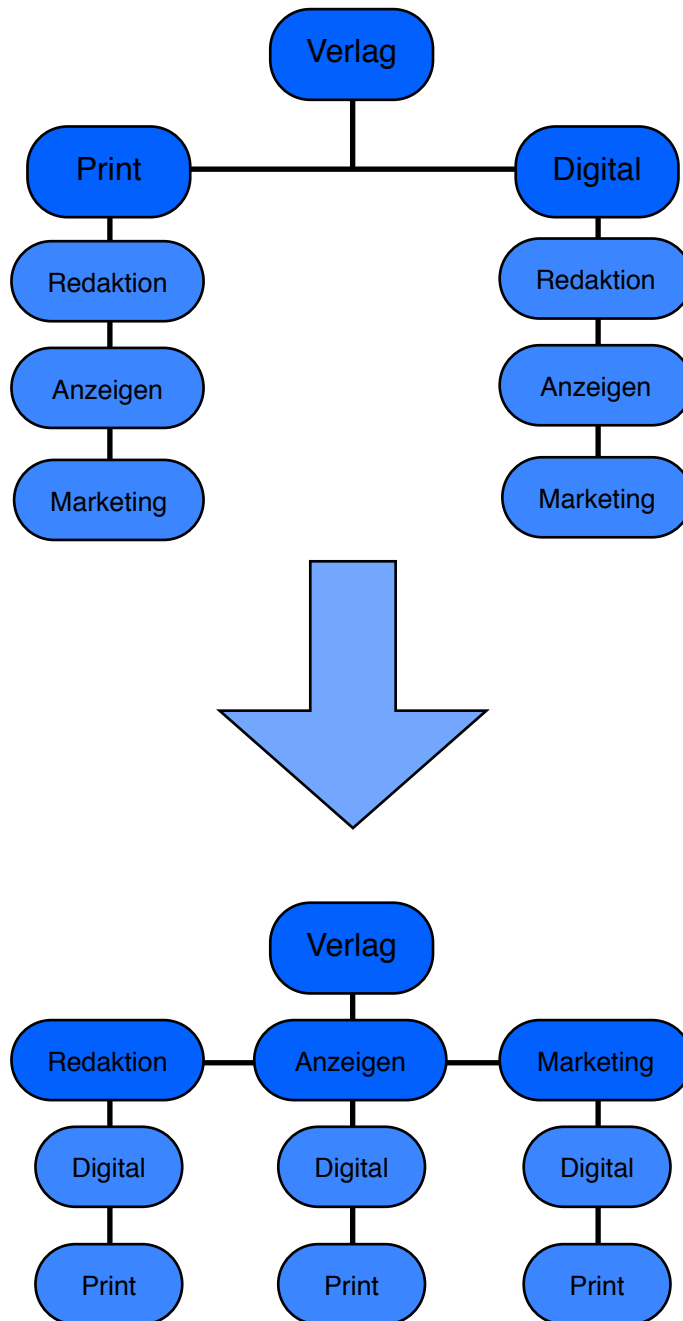 Verlag
Print
Digital
Redaktion
Redaktion
Anzeigen
Anzeigen
Marketing
Marketing
Verlag
Redaktion
Anzeigen
Marketing
Digital
Digital
Digital
Print
Print
Print